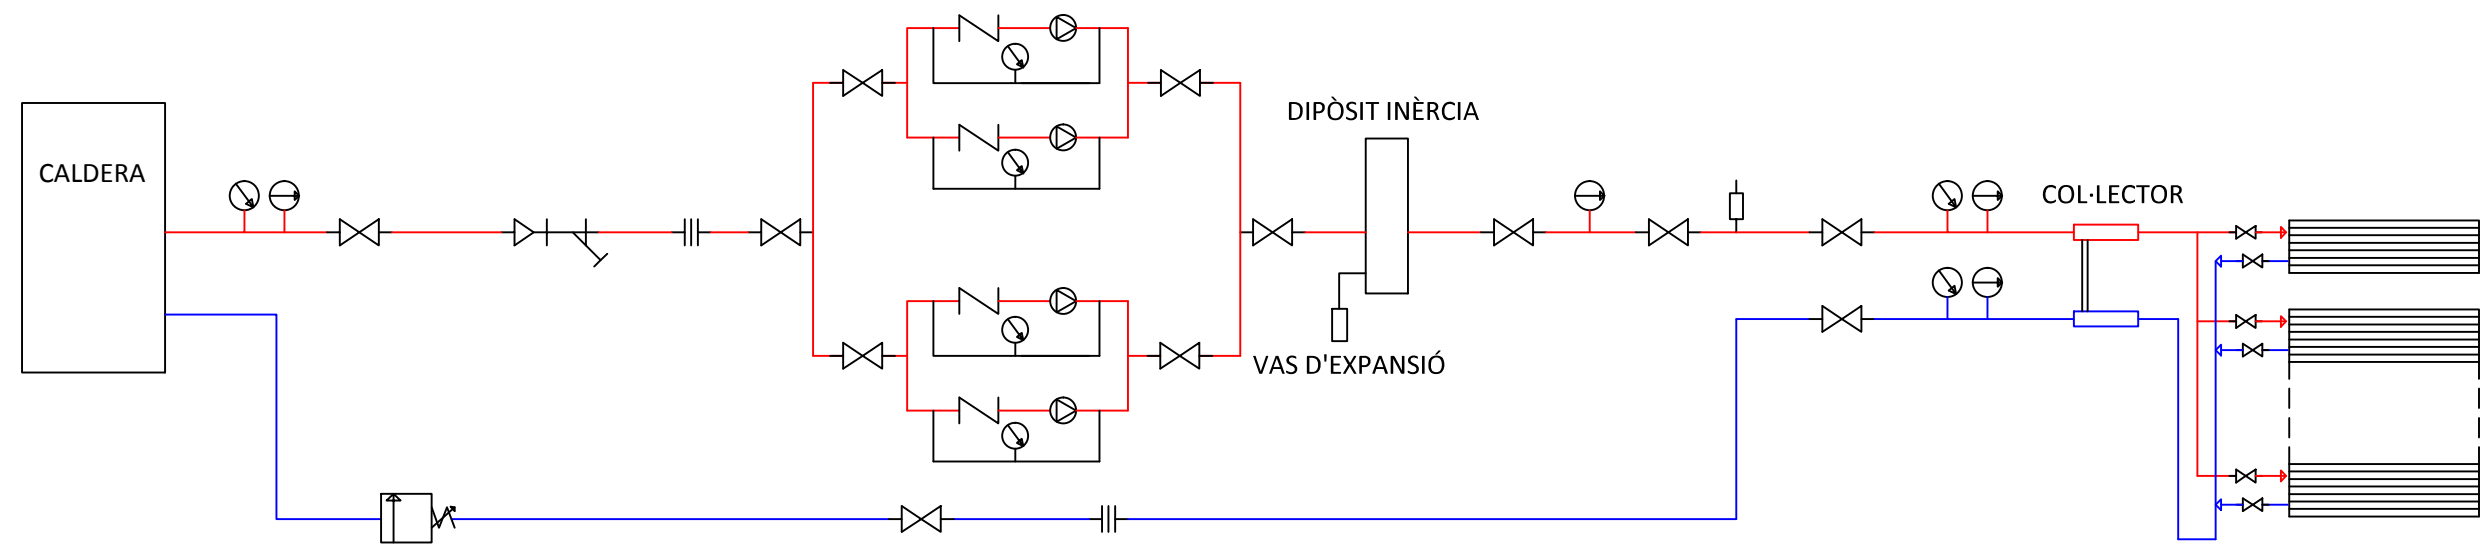 DIPÒSIT INÈRCIA
CALDERA
COL·LECTOR
VAS D'EXPANSIÓ